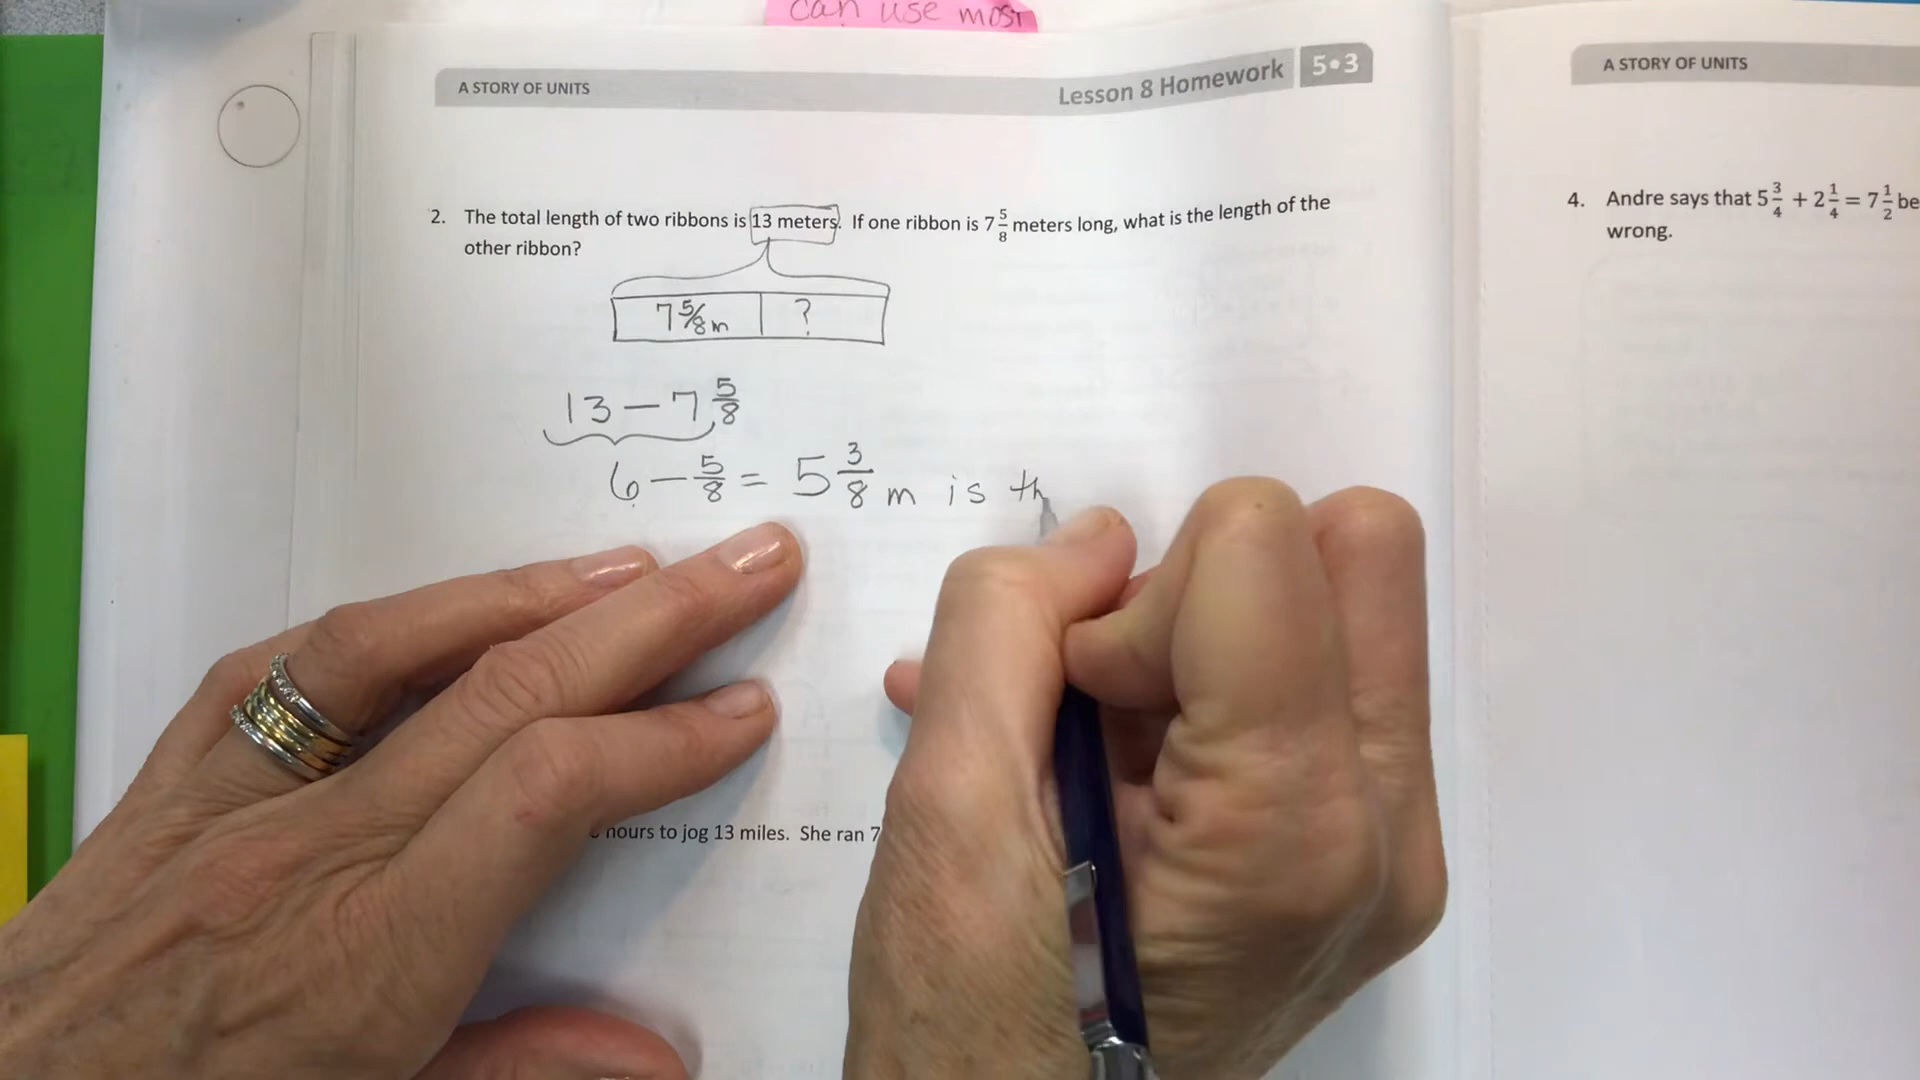 can use most
A STORY OF UNITS
Lesson 8 Homework 5•3
2. The total length of two ribbons is 13 meters. If one ribbon is 7 5/8 meters long, what is the length of the
other ribbon?
7 5/8 m ?
13 − 7 5/8
6 − 5/8 = 5 3/8 m is th
hours to jog 13 miles. She ran 7
A STORY OF UNITS
4. Andre says that 5 3/4 + 2 1/4 = 7 1/2 be
wrong.